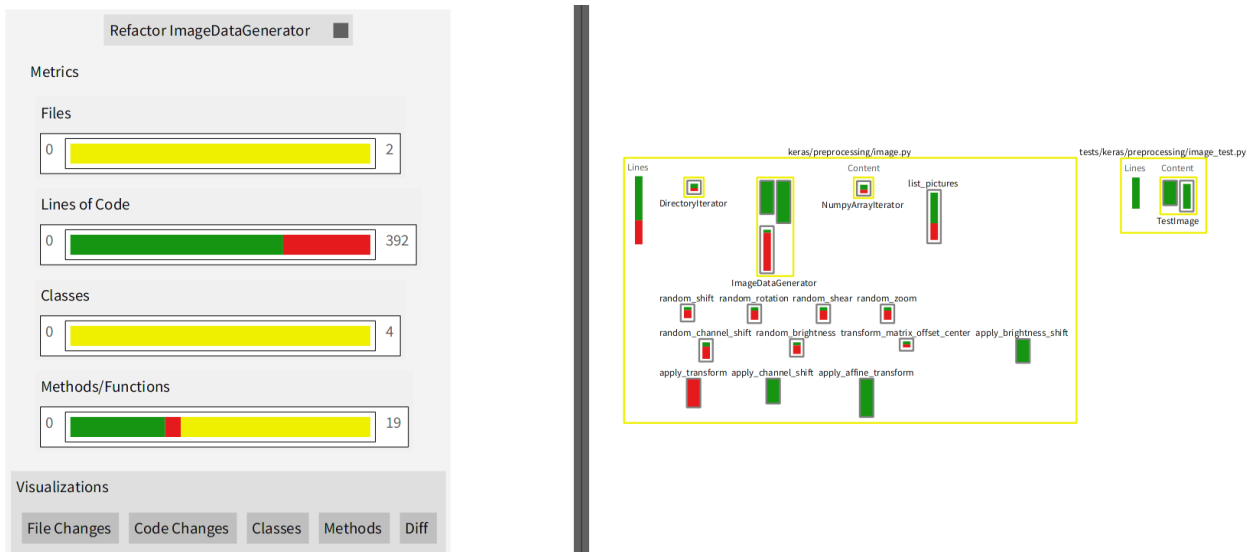 Refactor ImageDataGenerator
Metrics
Files
0 2
Lines of Code
0 392
Classes
0 4
Methods/Functions
0 19
Visualizations
File Changes Code Changes Classes Methods Diff
keras/preprocessing/image.py
Lines Content
DirectoryIterator NumpyArrayIterator list_pictures
ImageDataGenerator
random_shift random_rotation random_shear random_zoom
random_channel_shift random_brightness transform_matrix_offset_center apply_brightness_shift
apply_transform apply_channel_shift apply_affine_transform
tests/keras/preprocessing/image_test.py
Lines Content
TestImage